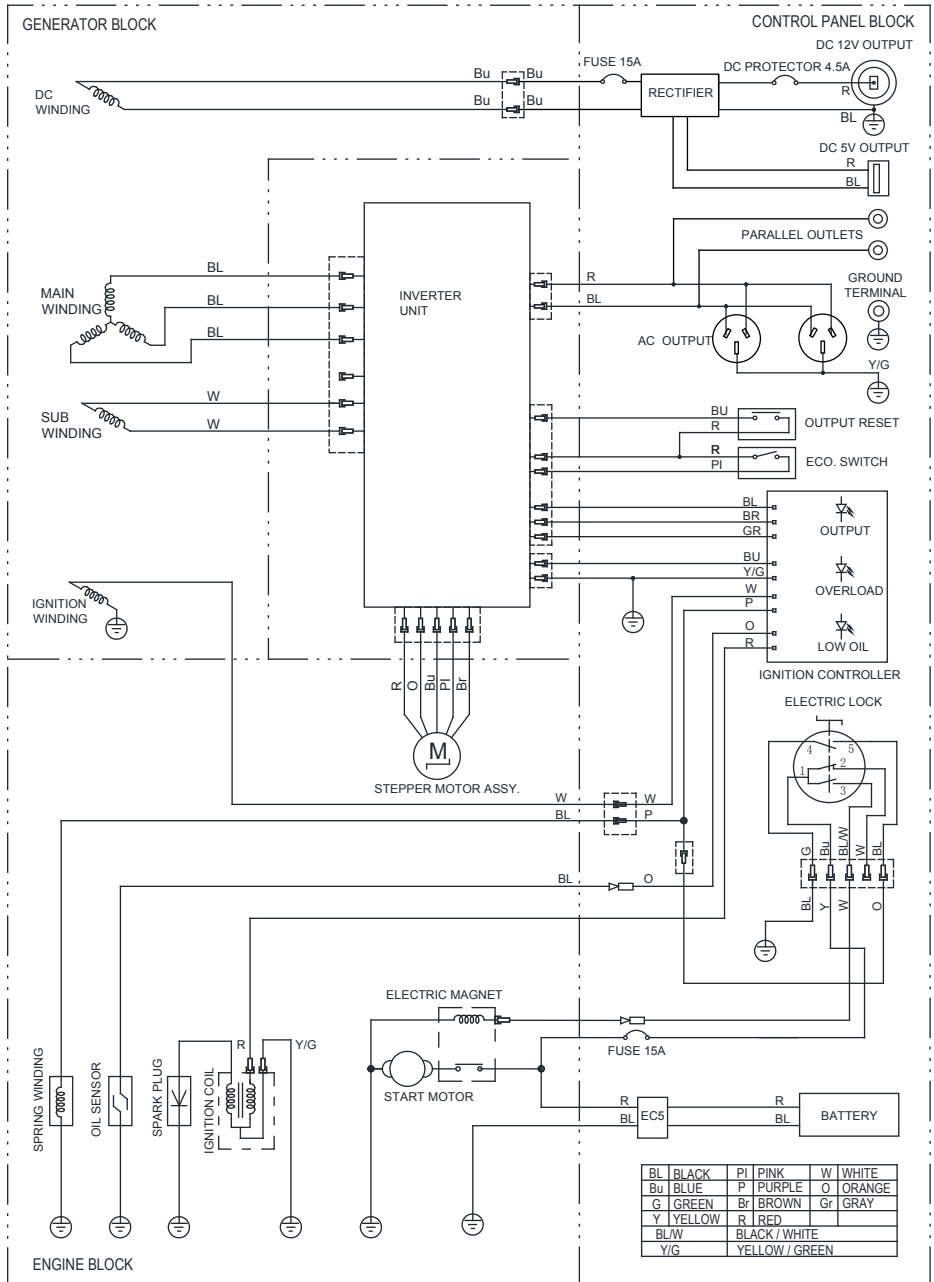 GENERATOR BLOCK
CONTROL PANEL BLOCK
DC 12V OUTPUT
DC
WINDING
Bu
Bu
Bu
Bu
FUSE 15A
RECTIFIER
DC PROTECTOR 4.5A
R
BL
DC 5V OUTPUT
R
BL
PARALLEL OUTLETS
MAIN
WINDING
BL
BL
BL
INVERTER
UNIT
R
BL
GROUND
TERMINAL
AC OUTPUT
Y/G
SUB
WINDING
W
W
BU
R
OUTPUT RESET
R
PI
ECO. SWITCH
BL
BR
GR
OUTPUT
BU
Y/G
OVERLOAD
W
P
O
R
LOW OIL
IGNITION CONTROLLER
IGNITION
WINDING
R
O
Bu
PI
Br
M
STEPPER MOTOR ASSY.
ELECTRIC LOCK
4
5
1
2
3
W
W
BL
P
G
Bu
BL/W
W
BL
BL
O
BL
Y
W
O
ELECTRIC MAGNET
FUSE 15A
START MOTOR
R
Y/G
SPRING WINDING
OIL SENSOR
SPARK PLUG
IGNITION COIL
R
BL
EC5
R
BL
BATTERY
BL BLACK PI PINK W WHITE
Bu BLUE P PURPLE O ORANGE
G GREEN Br BROWN Gr GRAY
Y YELLOW R RED
BL/W BLACK / WHITE
Y/G YELLOW / GREEN
ENGINE BLOCK